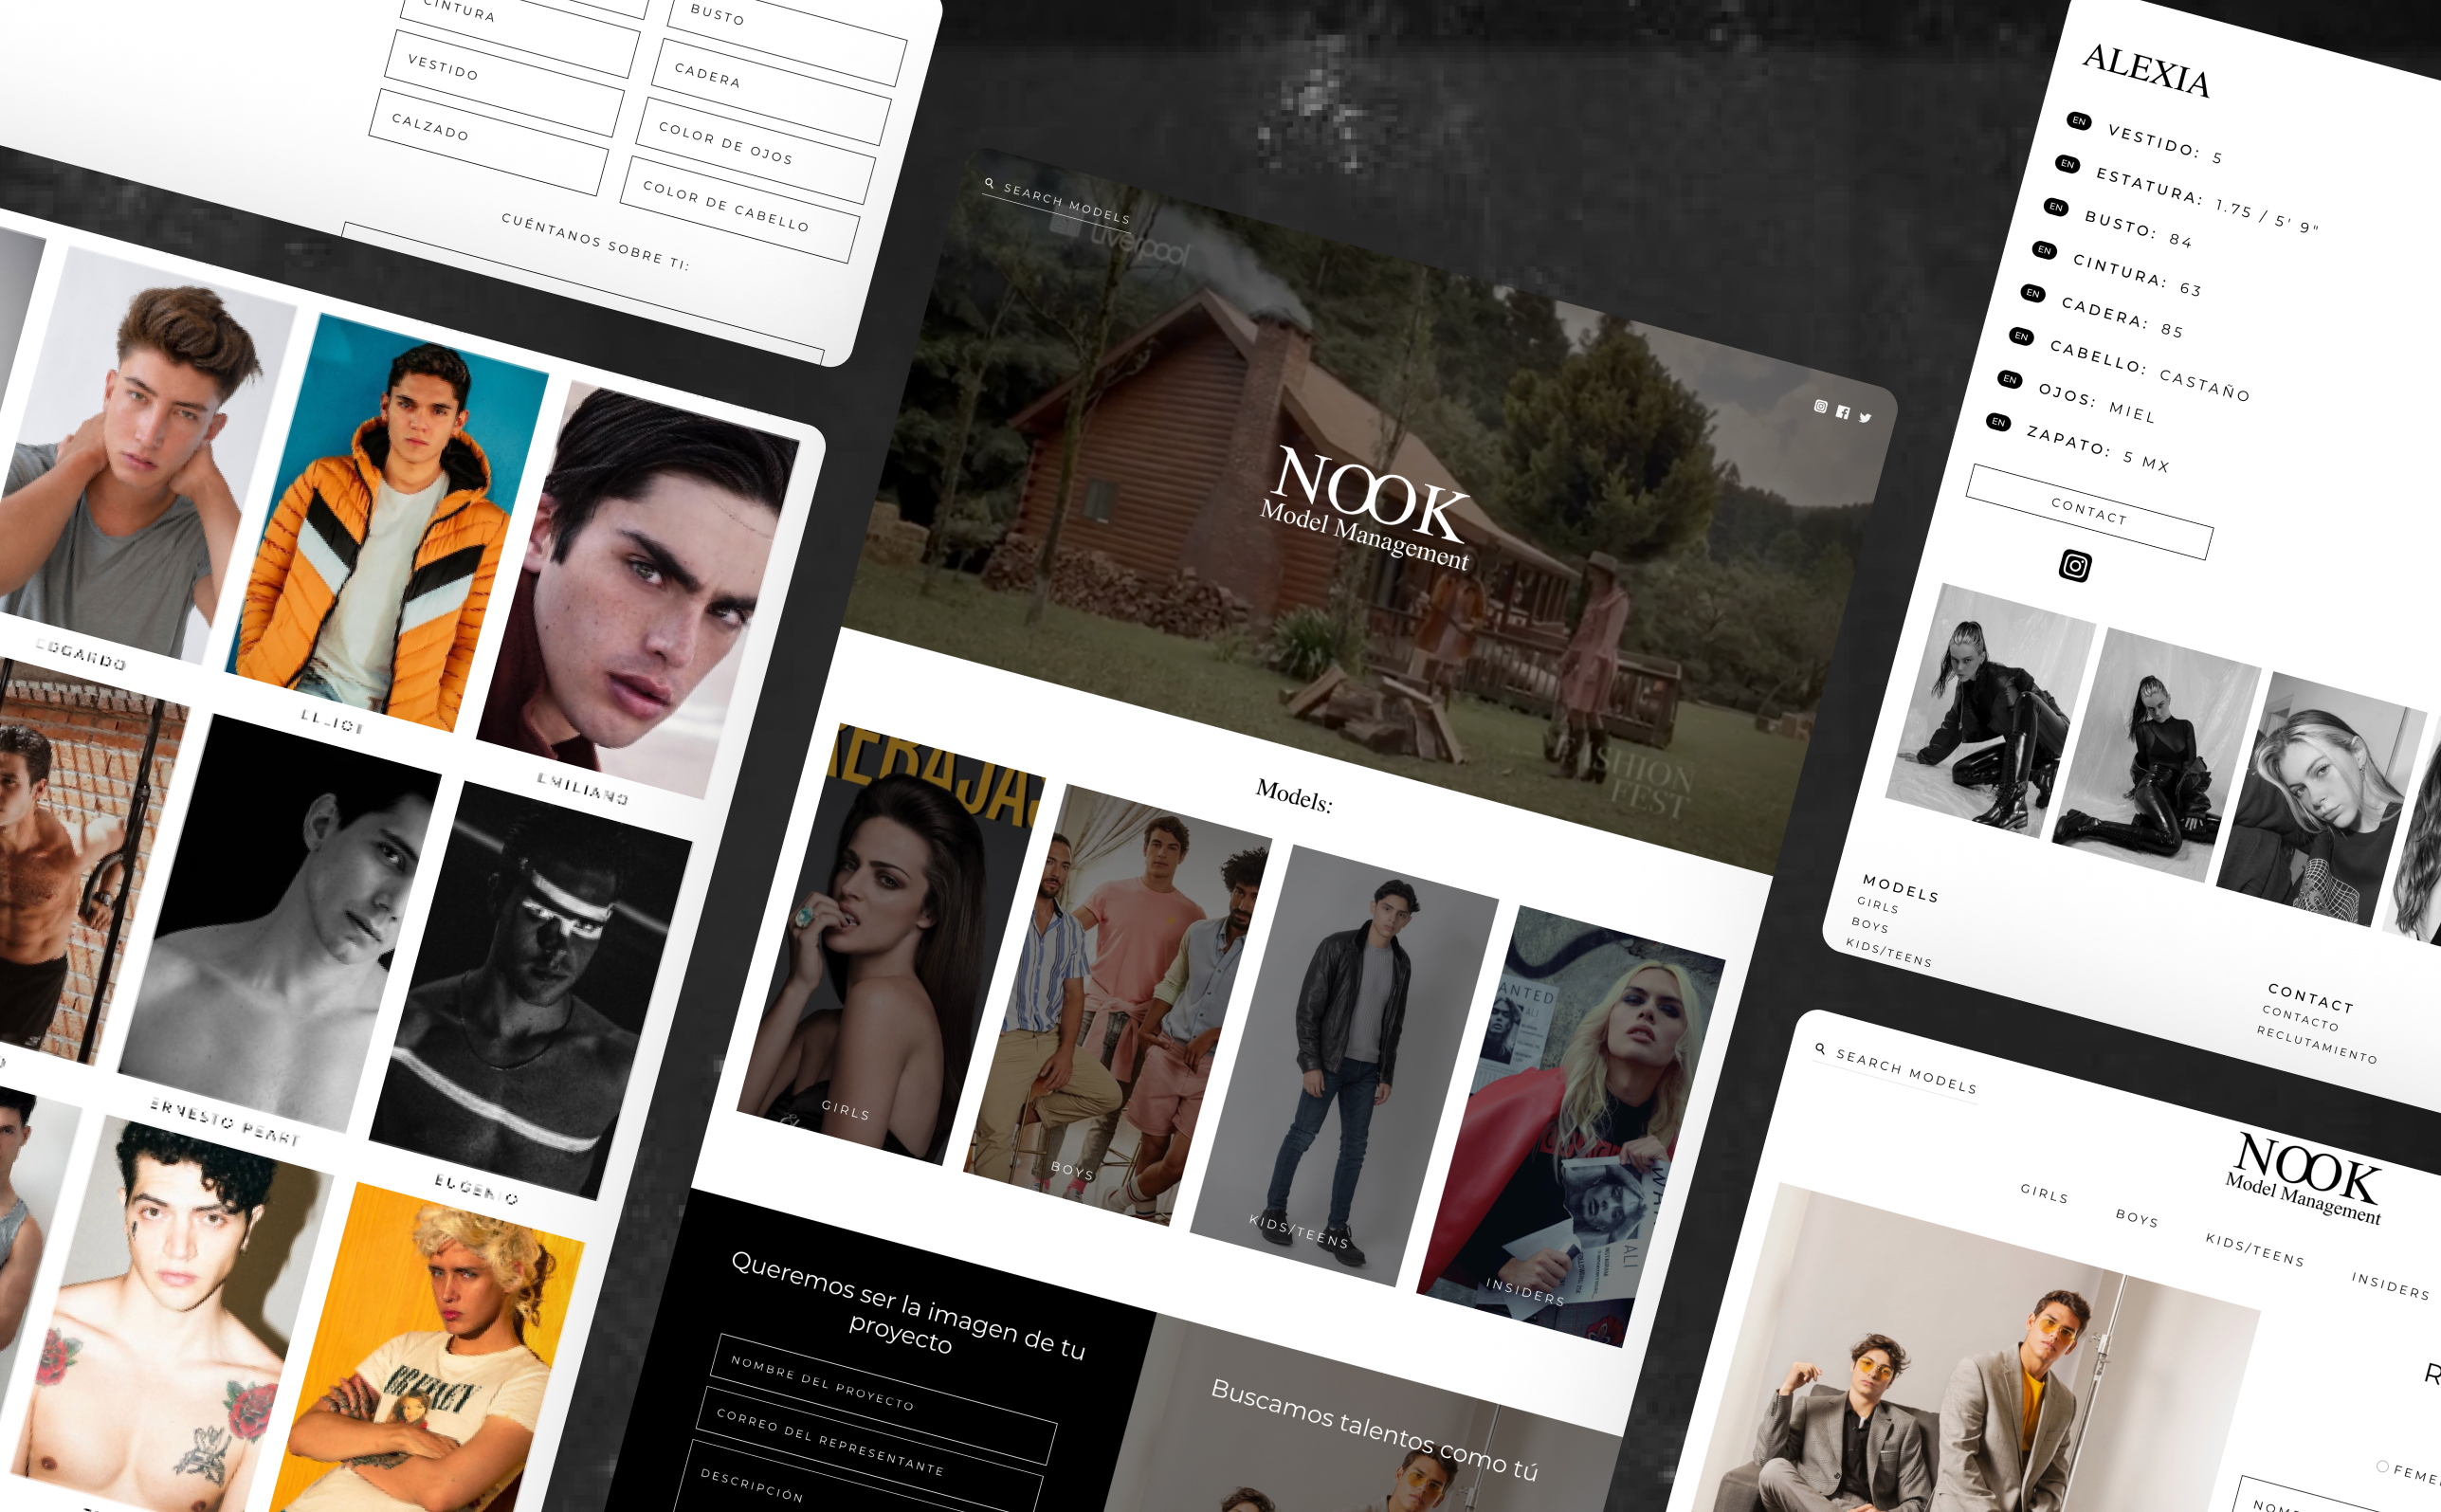 CINTURA
VESTIDO
CALZADO
BUSTO
CADERA
COLOR DE OJOS
COLOR DE CABELLO
CUÉNTANOS SOBRE TI:
EDGARDO
ELLIOT
EMILIANO
ERNESTO PEART
EUGENIO
SEARCH MODELS
Liverpool
NOOK
Model Management
FEST
Models:
GIRLS
BOYS
KIDS/TEENS
INSIDERS
Queremos ser la imagen de tu
proyecto
NOMBRE DEL PROYECTO
CORREO DEL REPRESENTANTE
DESCRIPCIÓN
Buscamos talentos como tú
ALEXIA
EN VESTIDO: 5
EN ESTATURA: 1.75 / 5' 9"
EN BUSTO: 84
EN CINTURA: 63
EN CADERA: 85
EN CABELLO: CASTAÑO
EN OJOS: MIEL
EN ZAPATO: 5 MX
CONTACT
MODELS
GIRLS
BOYS
KIDS/TEENS
CONTACT
CONTACTO
RECLUTAMIENTO
SEARCH MODELS
NOOK
Model Management
GIRLS BOYS KIDS/TEENS INSIDERS